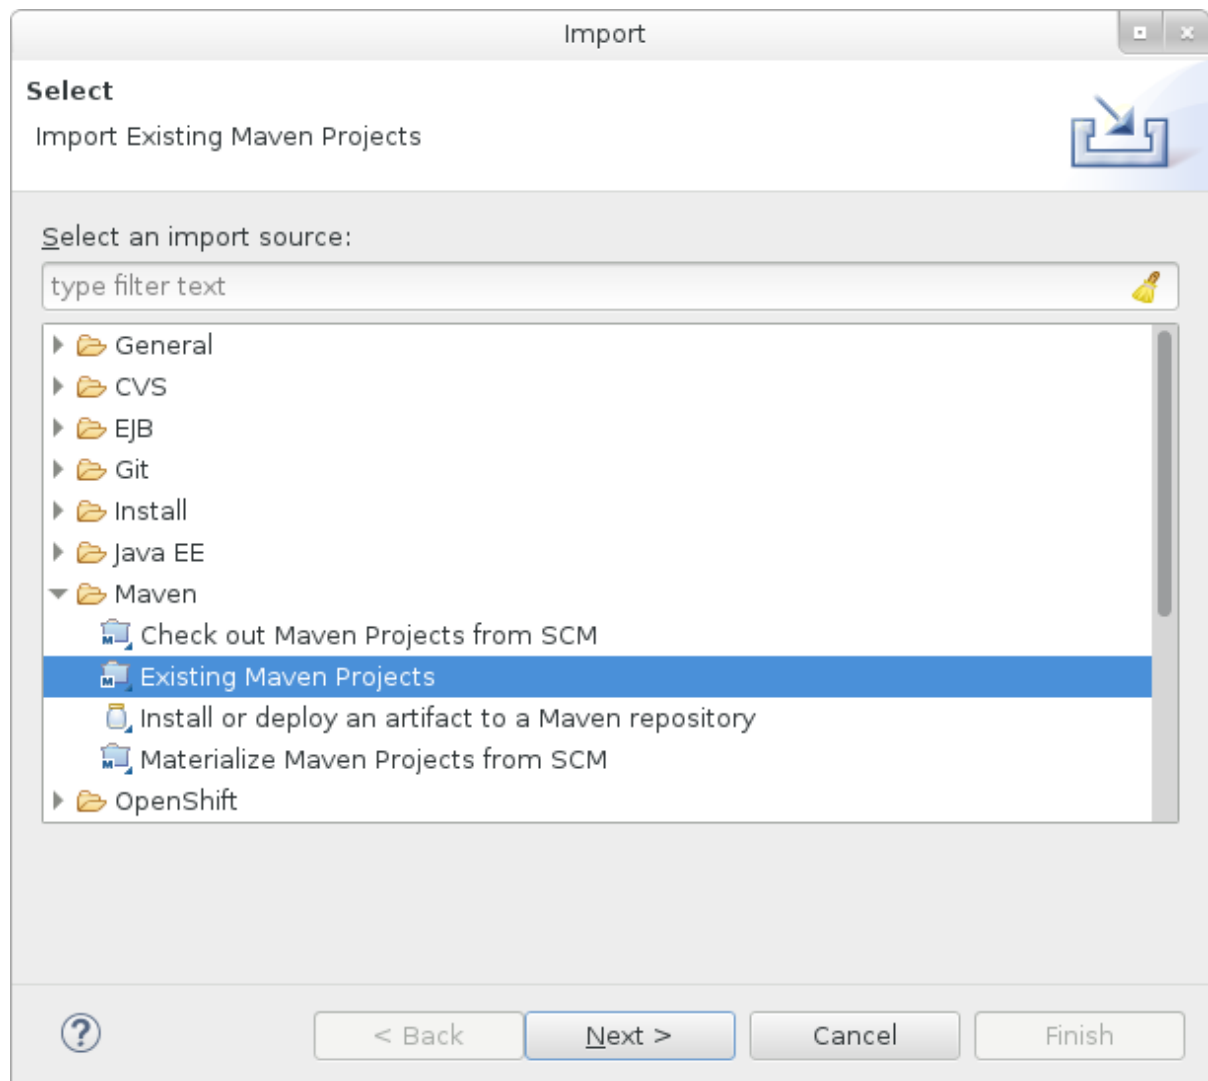 Import
Select
Import Existing Maven Projects
Select an import source:
type filter text
General
CVS
EJB
Git
Install
Java EE
Maven
Check out Maven Projects from SCM
Existing Maven Projects
Install or deploy an artifact to a Maven repository
Materialize Maven Projects from SCM
OpenShift
? < Back Next > Cancel Finish